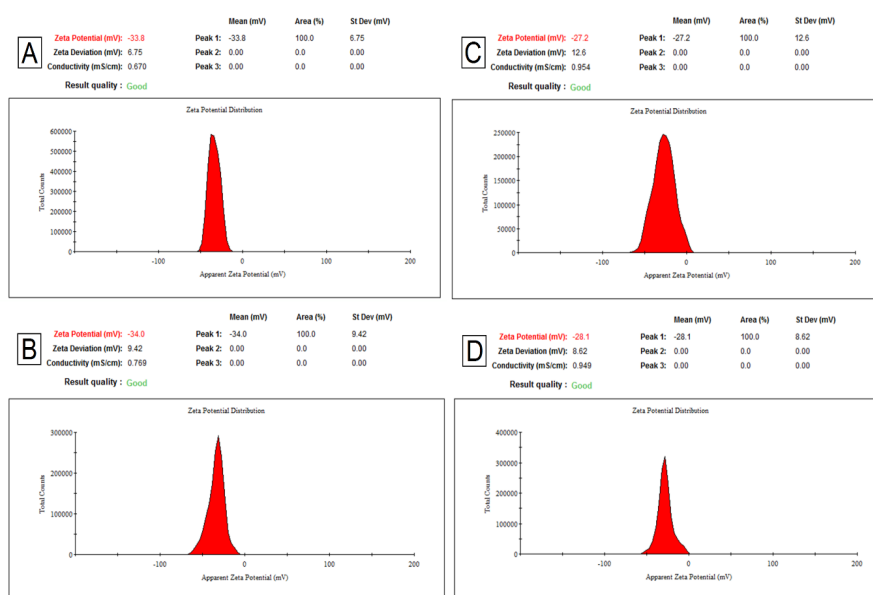 A
Mean (mV) Area (%) St Dev (mV)
Zeta Potential (mV): -33.8 Peak 1: -33.8 100.0 6.75
Zeta Deviation (mV): 6.75 Peak 2: 0.00 0.0 0.00
Conductivity (mS/cm): 0.670 Peak 3: 0.00 0.0 0.00
Result quality : Good
Zeta Potential Distribution
600000
500000
400000
300000
200000
100000
0
Total Counts
-100 0 100 200
Apparent Zeta Potential (mV)
B
Mean (mV) Area (%) St Dev (mV)
Zeta Potential (mV): -34.0 Peak 1: -34.0 100.0 9.42
Zeta Deviation (mV): 9.42 Peak 2: 0.00 0.0 0.00
Conductivity (mS/cm): 0.769 Peak 3: 0.00 0.0 0.00
Result quality : Good
Zeta Potential Distribution
300000
200000
100000
0
Total Counts
-100 0 100 200
Apparent Zeta Potential (mV)
C
Mean (mV) Area (%) St Dev (mV)
Zeta Potential (mV): -27.2 Peak 1: -27.2 100.0 12.6
Zeta Deviation (mV): 12.6 Peak 2: 0.00 0.0 0.00
Conductivity (mS/cm): 0.954 Peak 3: 0.00 0.0 0.00
Result quality : Good
Zeta Potential Distribution
250000
200000
150000
100000
50000
0
Total Counts
-100 0 100 200
Apparent Zeta Potential (mV)
D
Mean (mV) Area (%) St Dev (mV)
Zeta Potential (mV): -28.1 Peak 1: -28.1 100.0 8.62
Zeta Deviation (mV): 8.62 Peak 2: 0.00 0.0 0.00
Conductivity (mS/cm): 0.949 Peak 3: 0.00 0.0 0.00
Result quality : Good
Zeta Potential Distribution
400000
300000
200000
100000
0
Total Counts
-100 0 100 200
Apparent Zeta Potential (mV)